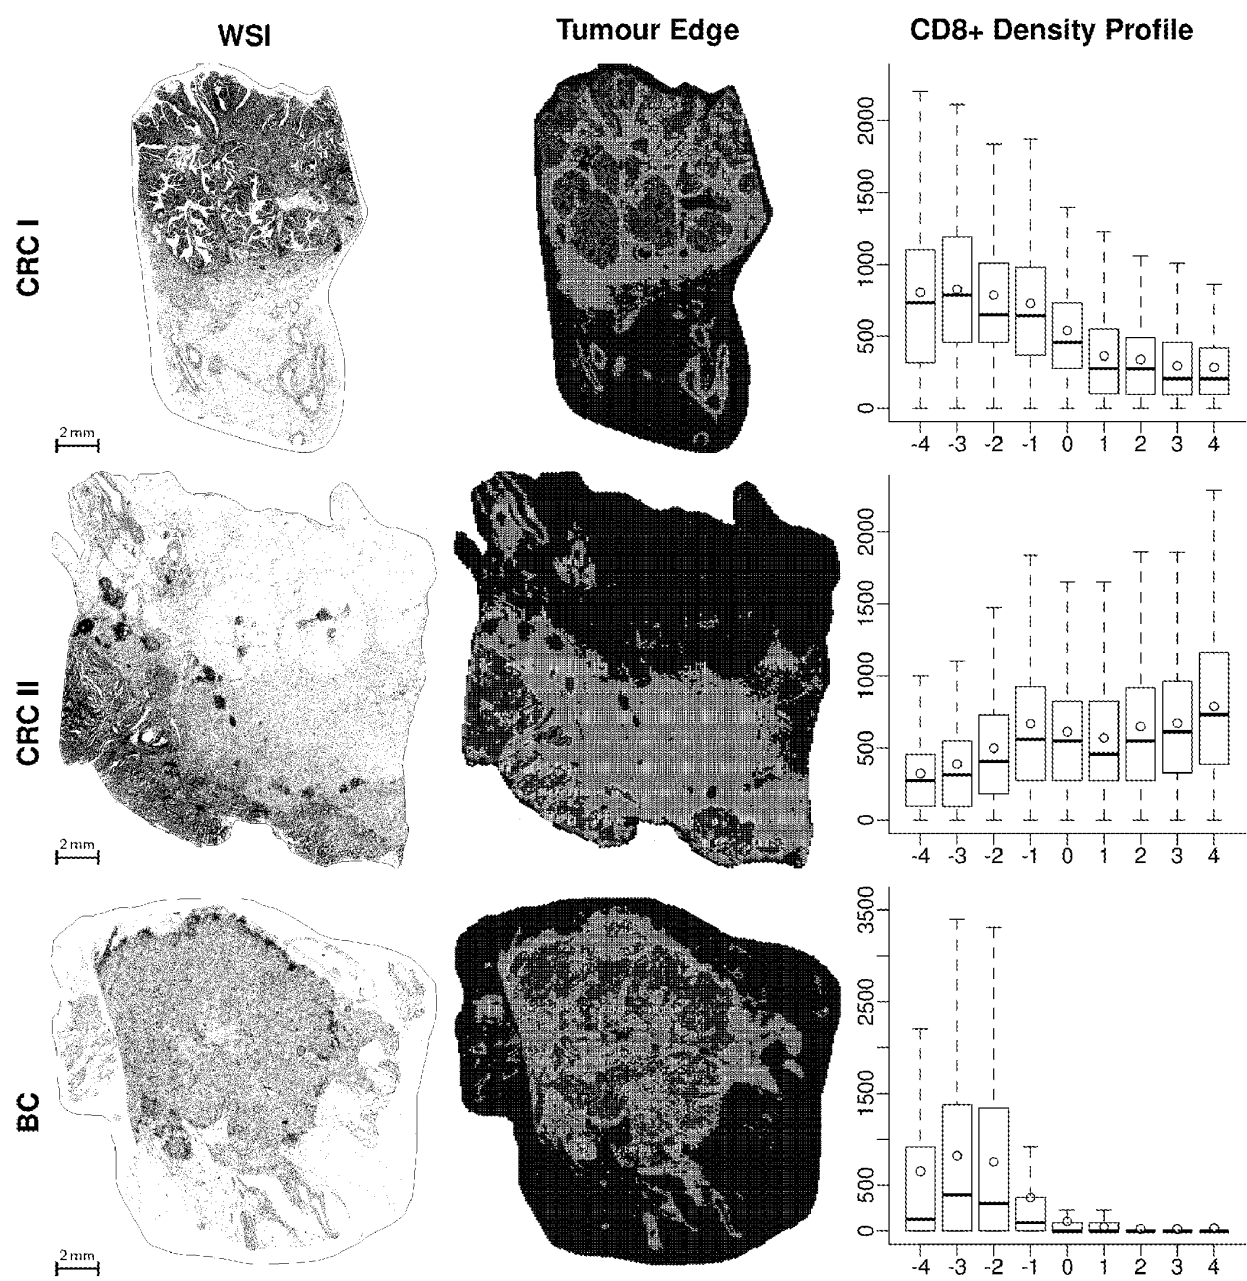 WSI
Tumour Edge
CD8+ Density Profile
CRC I
2 mm
0 500 1000 1500 2000
-4 -3 -2 -1 0 1 2 3 4
CRC II
2 mm
0 500 1000 1500 2000
-4 -3 -2 -1 0 1 2 3 4
BC
2 mm
0 500 1500 2500 3500
-4 -3 -2 -1 0 1 2 3 4